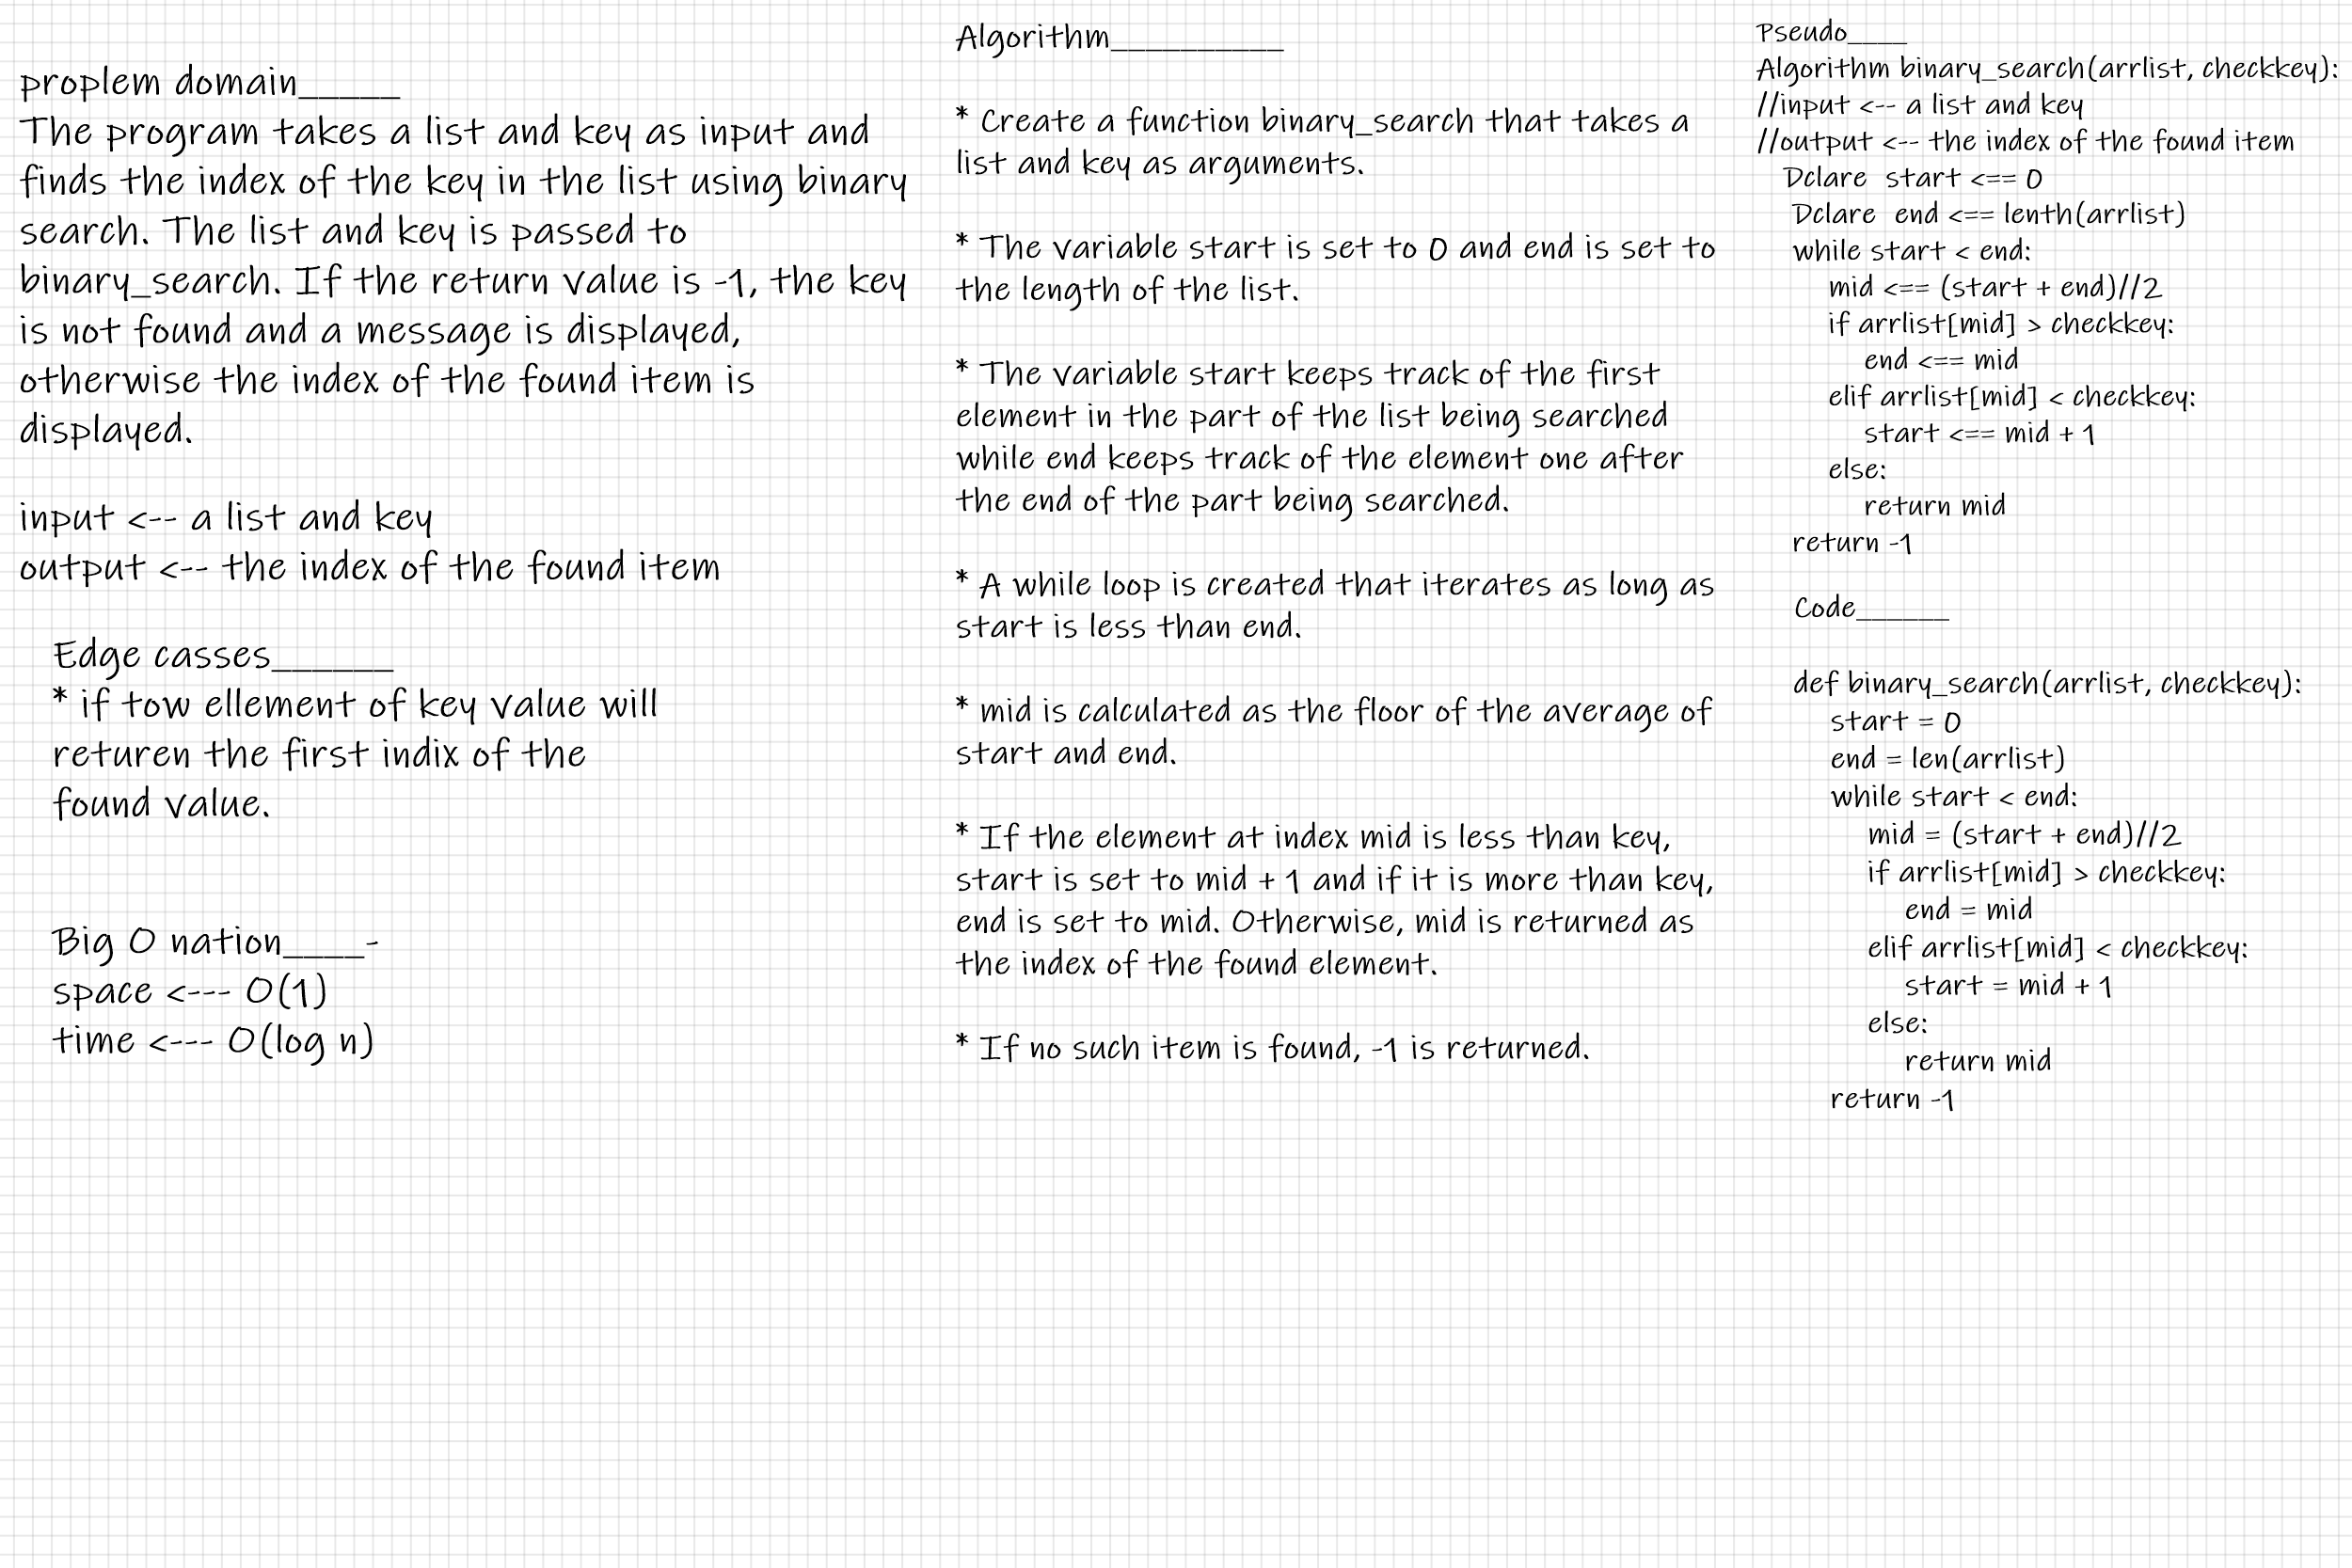 proplem domain_____
The program takes a list and key as input and
finds the index of the key in the list using binary
search. The list and key is passed to
binary_search. If the return value is -1, the key
is not found and a message is displayed,
otherwise the index of the found item is
displayed.
input <-- a list and key
output <-- the index of the found item
Edge casses______
* if tow ellement of key value will
returen the first indix of the
found value.
Big O nation____-
space <--- O(1)
time <--- O(log n)
Algorithm__________
* Create a function binary_search that takes a
list and key as arguments.
* The variable start is set to 0 and end is set to
the length of the list.
* The variable start keeps track of the first
element in the part of the list being searched
while end keeps track of the element one after
the end of the part being searched.
* A while loop is created that iterates as long as
start is less than end.
* mid is calculated as the floor of the average of
start and end.
* If the element at index mid is less than key,
start is set to mid + 1 and if it is more than key,
end is set to mid. Otherwise, mid is returned as
the index of the found element.
* If no such item is found, -1 is returned.
Pseudo____
Algorithm binary_search(arrlist, checkkey):
//input <-- a list and key
//output <-- the index of the found item
Dclare  start <== 0
Dclare  end <== lenth(arrlist)
while start < end:
mid <== (start + end)//2
if arrlist[mid] > checkkey:
end <== mid
elif arrlist[mid] < checkkey:
start <== mid + 1
else:
return mid
return -1
Code______
def binary_search(arrlist, checkkey):
start = 0
end = len(arrlist)
while start < end:
mid = (start + end)//2
if arrlist[mid] > checkkey:
end = mid
elif arrlist[mid] < checkkey:
start = mid + 1
else:
return mid
return -1